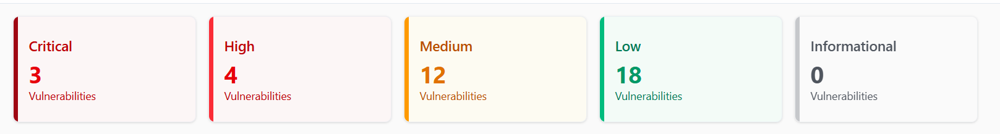 Critical
3
Vulnerabilities
High
4
Vulnerabilities
Medium
12
Vulnerabilities
Low
18
Vulnerabilities
Informational
0
Vulnerabilities